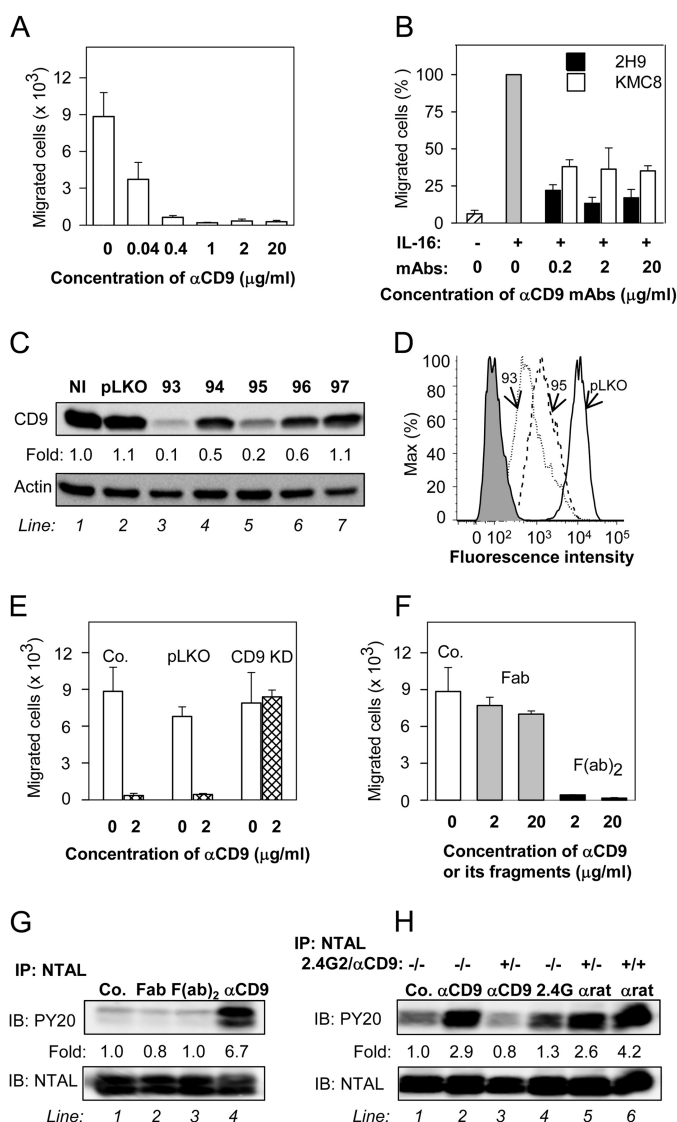 A
Migrated cells (x 10³)
12
9
6
3
0
0 0.04 0.4 1 2 20
Concentration of αCD9 (μg/ml)
B
Migrated cells (% )
100
75
50
25
0
2H9
KMC8
IL-16: - + + + +
mAbs: 0 0 0.2 2 20
Concentration of αCD9 mAbs (μg/ml)
C
NI pLKO 93 94 95 96 97
CD9
Fold: 1.0 1.1 0.1 0.5 0.2 0.6 1.1
Actin
Line: 1 2 3 4 5 6 7
D
Max (%)
100
80
60
40
20
0
93
95
pLKO
0 10² 10³ 10⁴ 10⁵
Fluorescence intensity
E
Migrated cells (x 10³)
12
9
6
3
0
Co. pLKO CD9 KD
0 2 0 2 0 2
Concentration of αCD9 (μg/ml)
F
Migrated cells (x 10³)
12
9
6
3
0
Co.
Fab
F(ab)₂
0 2 20 2 20
Concentration of αCD9
or its fragments (μg/ml)
G
IP: NTAL
Co. Fab F(ab)₂ αCD9
IB: PY20
Fold: 1.0 0.8 1.0 6.7
IB: NTAL
Line: 1 2 3 4
H
IP: NTAL
2.4G2/αCD9: -/- -/- +/- -/- +/- +/+
Co. αCD9 αCD9 2.4G αrat αrat
IB: PY20
Fold: 1.0 2.9 0.8 1.3 2.6 4.2
IB: NTAL
Line: 1 2 3 4 5 6